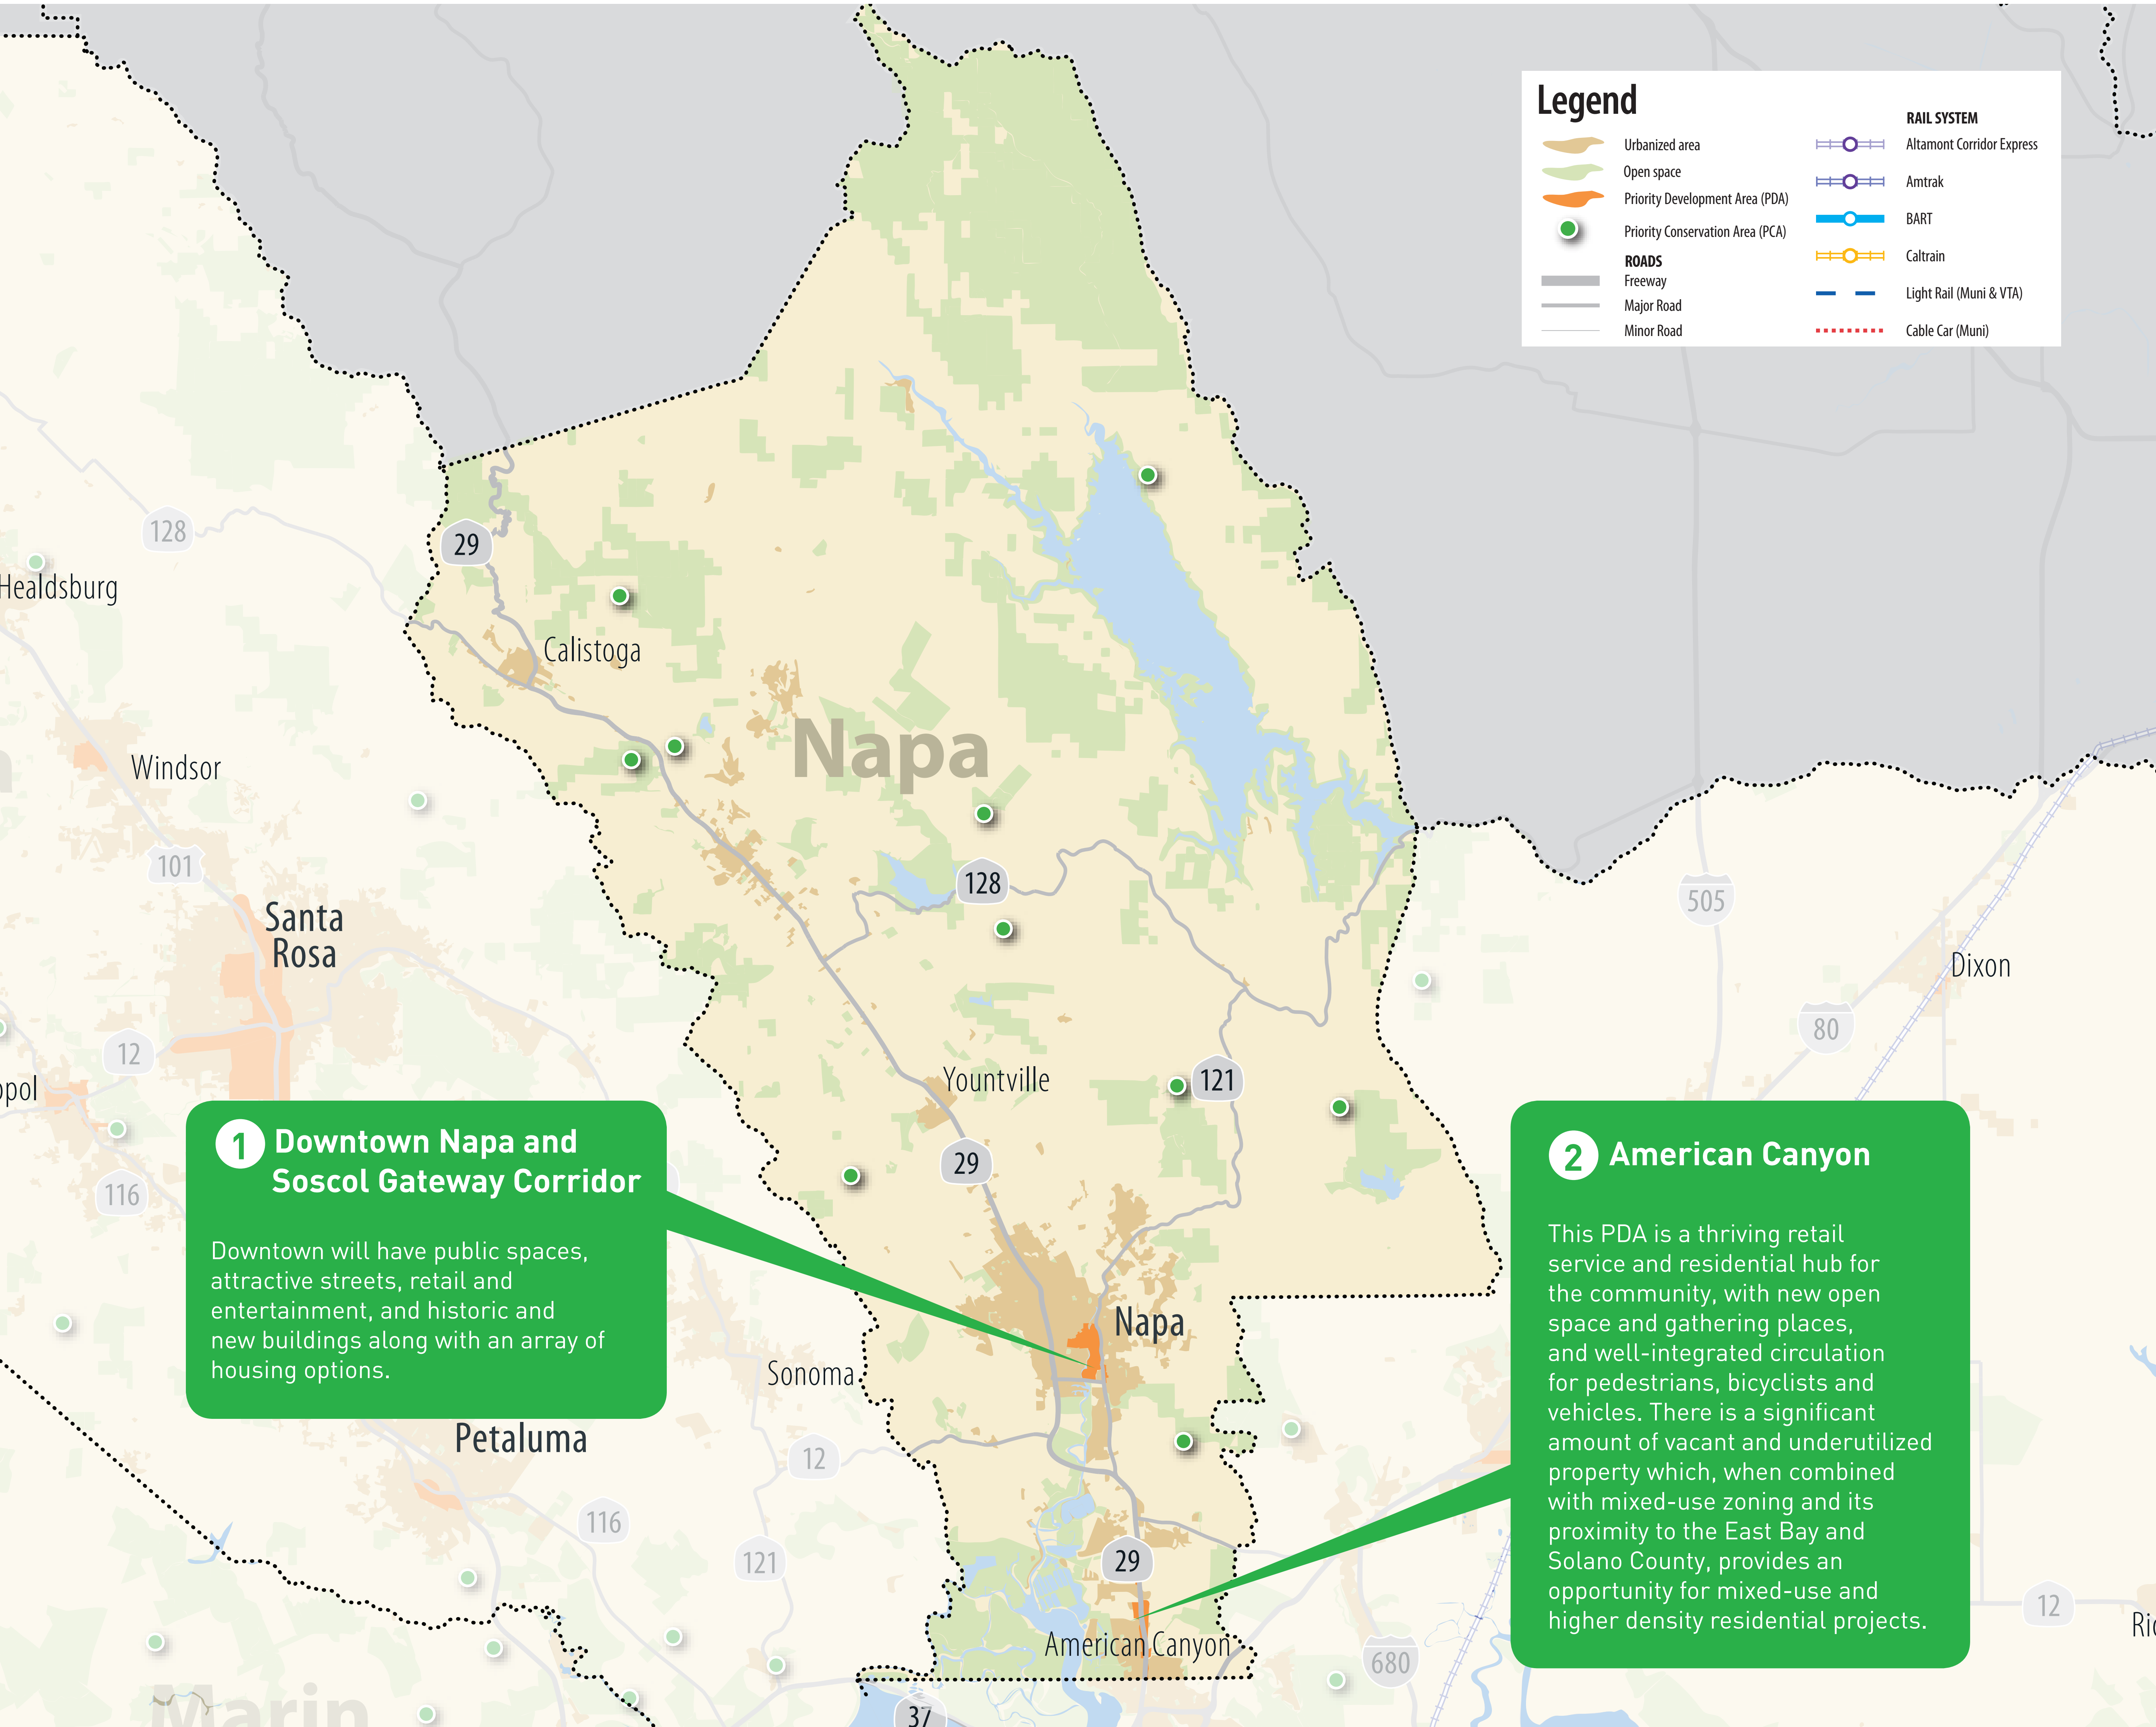 Legend
Urbanized area
Open space
Priority Development Area (PDA)
Priority Conservation Area (PCA)
ROADS
Freeway
Major Road
Minor Road
RAIL SYSTEM
Altamont Corridor Express
Amtrak
BART
Caltrain
Light Rail (Muni & VTA)
Cable Car (Muni)
128
29
Healdsburg
Calistoga
Windsor
Napa
101
128
505
Santa
Rosa
Dixon
12
80
opol
Yountville
121
116
29
1 Downtown Napa and
Soscol Gateway Corridor
Downtown will have public spaces,
attractive streets, retail and
entertainment, and historic and
new buildings along with an array of
housing options.
2 American Canyon
This PDA is a thriving retail
service and residential hub for
the community, with new open
space and gathering places,
and well-integrated circulation
for pedestrians, bicyclists and
vehicles. There is a significant
amount of vacant and underutilized
property which, when combined
with mixed-use zoning and its
proximity to the East Bay and
Solano County, provides an
opportunity for mixed-use and
higher density residential projects.
Napa
Sonoma
Petaluma
12
116
121
29
12
American Canyon
Ric
680
Marin
37